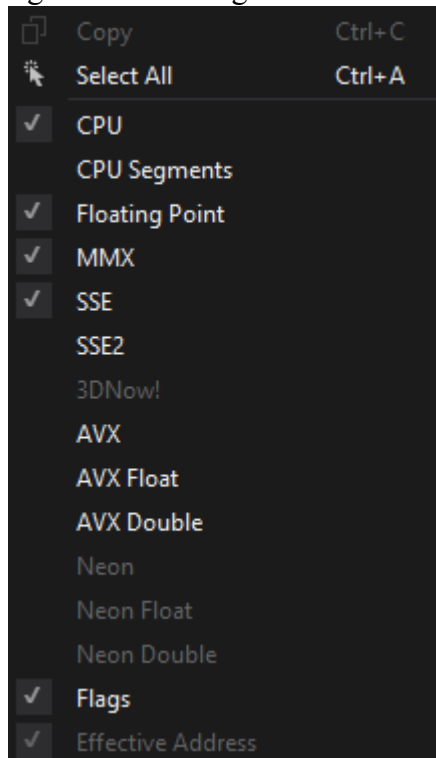 Copy Ctrl+C
Select All Ctrl+A
CPU
CPU Segments
Floating Point
MMX
SSE
SSE2
3DNow!
AVX
AVX Float
AVX Double
Neon
Neon Float
Neon Double
Flags
Effective Address